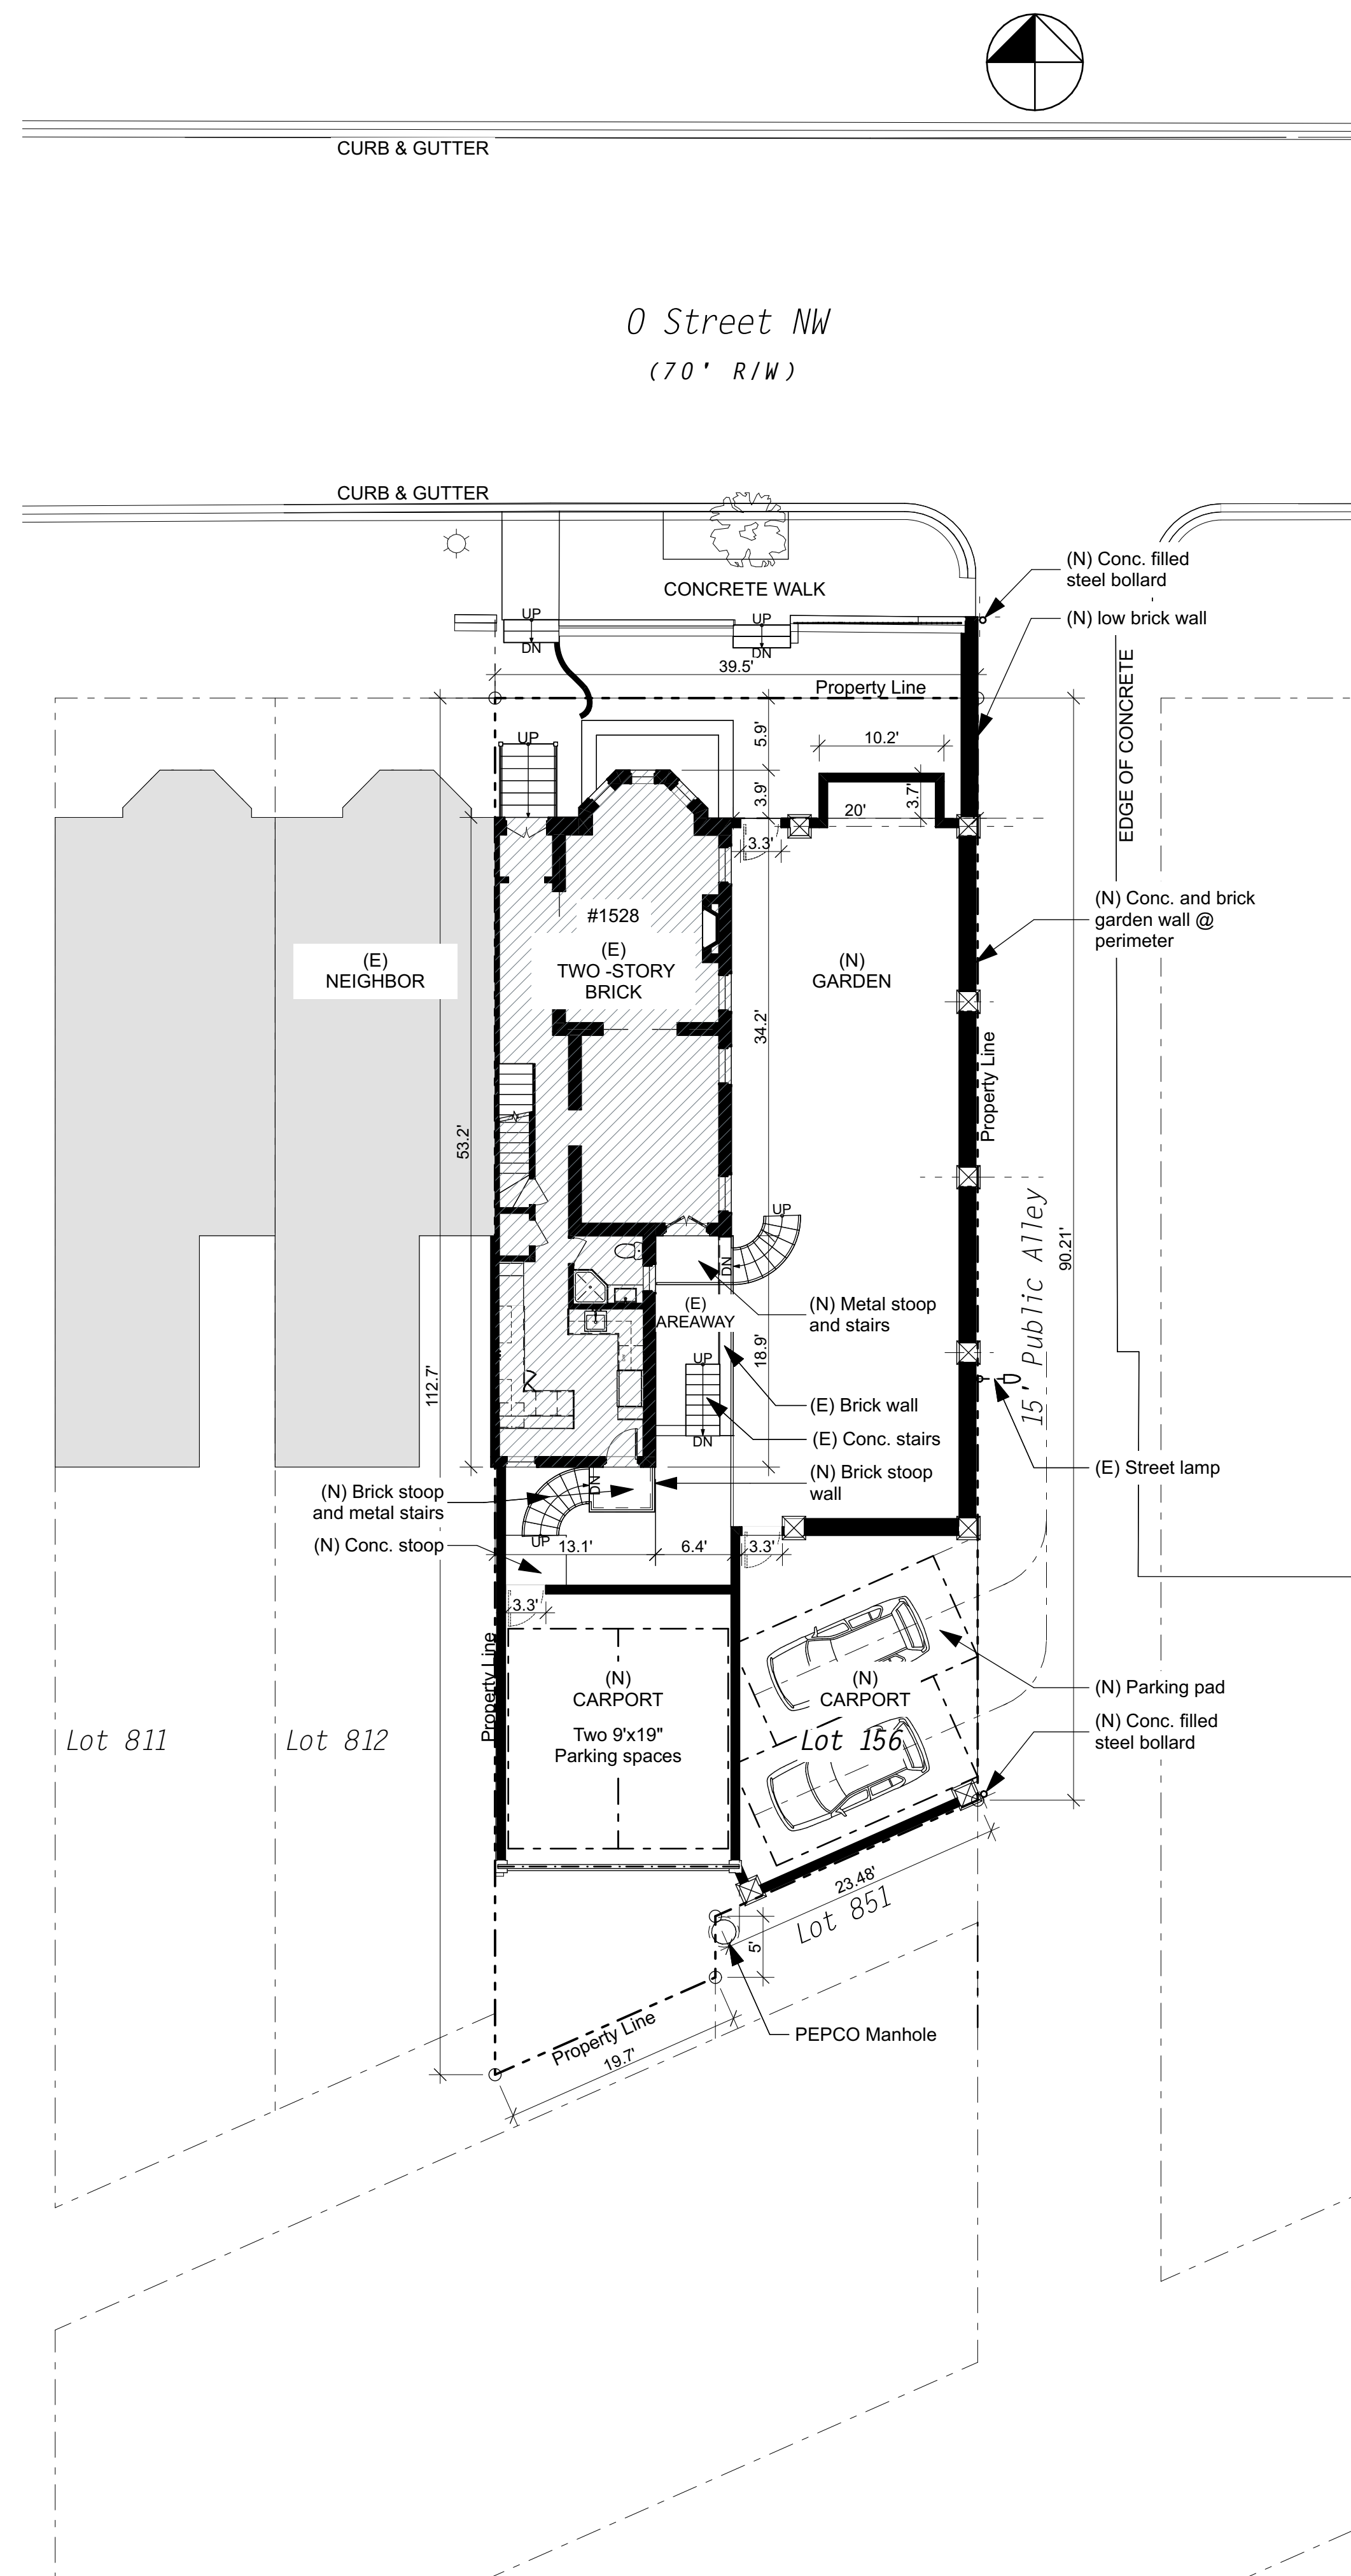 CURB & GUTTER
O Street NW
(70' R/W)
CURB & GUTTER
(N) Conc. filled
steel bollard
CONCRETE WALK
UP
DN
UP
DN
(N) low brick wall
39.5'
Property Line
EDGE OF CONCRETE
UP
5.9'
10.2'
3.9'
3.7'
20'
3.3'
#1528
(E)
TWO -STORY
BRICK
(E)
NEIGHBOR
(N)
GARDEN
(N) Conc. and brick
garden wall @
perimeter
34.2'
Property Line
53.2'
15' Public Alley
90.21'
UP
DN
(E)
AREAWAY
(N) Metal stoop
and stairs
18.9'
UP
DN
112.7'
(E) Brick wall
(E) Conc. stairs
(N) Brick stoop
wall
(E) Street lamp
(N) Brick stoop
and metal stairs
DN
UP
(N) Conc. stoop
13.1'
6.4'
3.3'
3.3'
Property Line
(N)
CARPORT
Two 9'x19"
Parking spaces
(N)
CARPORT
Lot 156
(N) Parking pad
(N) Conc. filled
steel bollard
Lot 811
Lot 812
23.48'
Lot 851
5'
PEPCO Manhole
Property Line
19.7'